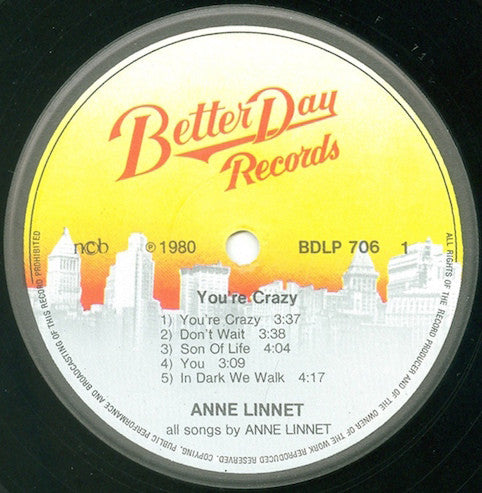 Better Day
Records
ncb ℗ 1980 BDLP 706 1
You're Crazy
1) You're Crazy 3:37
2) Don't Wait 3:38
3) Son Of Life 4:04
4) You 3:09
5) In Dark We Walk 4:17
ANNE LINNET
all songs by ANNE LINNET
ALL RIGHTS OF THE RECORD PRODUCER AND OF THE OWNER OF THE WORK REPRODUCED RESERVED. COPYING, PUBLIC PERFORMANCE AND BROADCASTING OF THIS RECORD PROHIBITED